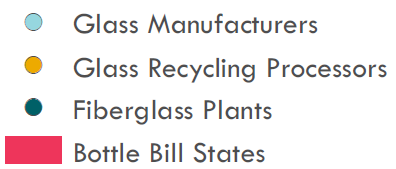 Glass Manufacturers
Glass Recycling Processors
Fiberglass Plants
Bottle Bill States